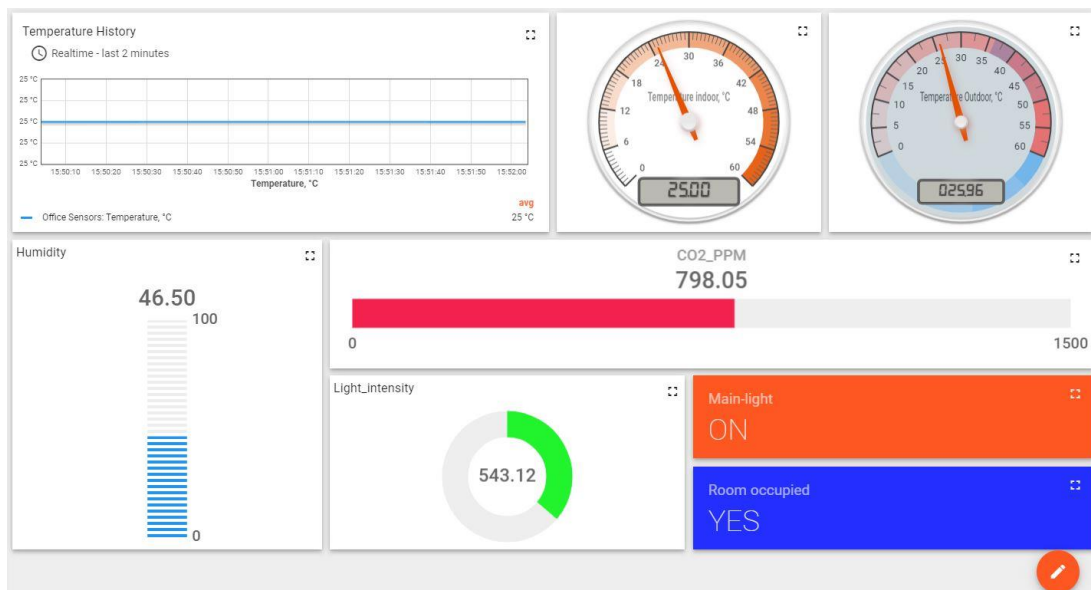 Temperature History
Realtime - last 2 minutes
25 °C
25 °C
25 °C
25 °C
25 °C
15:50:10 15:50:20 15:50:30 15:50:40 15:50:50 15:51:00 15:51:10 15:51:20 15:51:30 15:51:40 15:51:50 15:52:00
Temperature, °C
avg
Office Sensors: Temperature, °C 25 °C
0 6 12 18 24 30 36 42 48 54 60
Temperature indoor, °C
25.00
0 5 10 15 20 25 30 35 40 45 50 55 60
Temperature Outdoor, °C
025.96
Humidity
46.50
100
0
CO2_PPM
798.05
0 1500
Light_intensity
543.12
Main-light
ON
Room occupied
YES